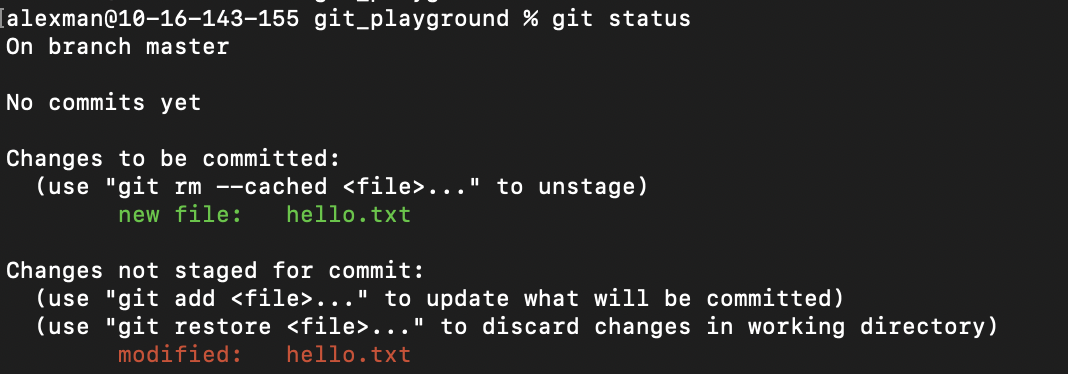 [alexman@10-16-143-155 git_playground % git status
On branch master
No commits yet
Changes to be committed:
(use "git rm --cached <file>..." to unstage)
new file: hello.txt
Changes not staged for commit:
(use "git add <file>..." to update what will be committed)
(use "git restore <file>..." to discard changes in working directory)
modified: hello.txt